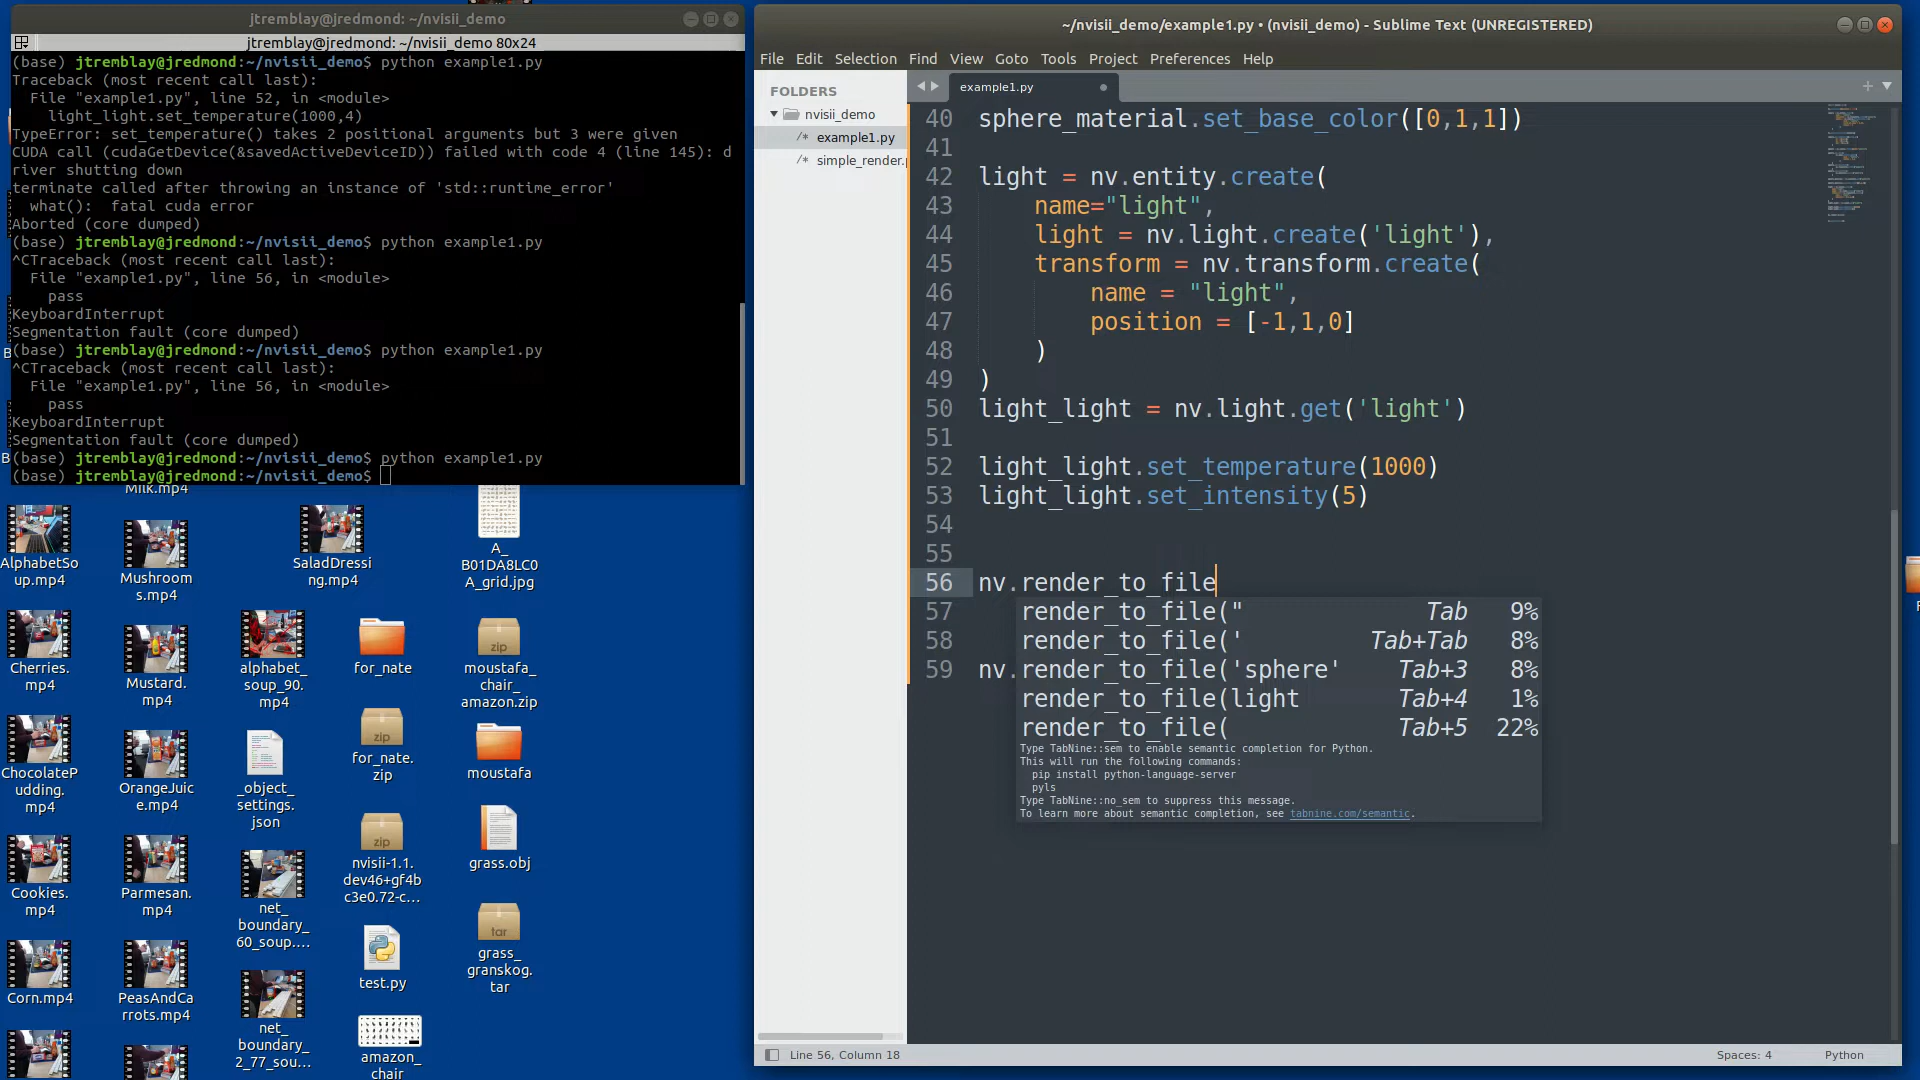 jtremblay@jredmond: ~/nvisii_demo
jtremblay@jredmond: ~/nvisii_demo 80x24
(base) jtremblay@jredmond:~/nvisii_demo$ python example1.py
Traceback (most recent call last):
  File "example1.py", line 52, in <module>
    light_light.set_temperature(1000,4)
TypeError: set_temperature() takes 2 positional arguments but 3 were given
CUDA call (cudaGetDevice(&savedActiveDeviceID)) failed with code 4 (line 145): d
river shutting down
terminate called after throwing an instance of 'std::runtime_error'
  what():  fatal cuda error
Aborted (core dumped)
(base) jtremblay@jredmond:~/nvisii_demo$ python example1.py
^CTraceback (most recent call last):
  File "example1.py", line 56, in <module>
    pass
KeyboardInterrupt
Segmentation fault (core dumped)
(base) jtremblay@jredmond:~/nvisii_demo$ python example1.py
^CTraceback (most recent call last):
  File "example1.py", line 56, in <module>
    pass
KeyboardInterrupt
Segmentation fault (core dumped)
(base) jtremblay@jredmond:~/nvisii_demo$ python example1.py
(base) jtremblay@jredmond:~/nvisii_demo$
Milk.mp4
AlphabetSo
up.mp4
Mushroom
s.mp4
SaladDressi
ng.mp4
A_
B01DA8LC0
A_grid.jpg
Cherries.
mp4
Mustard.
mp4
alphabet_
soup_90.
mp4
for_nate
moustafa_
chair_
amazon.zip
ChocolateP
udding.
mp4
OrangeJuic
e.mp4
_object_
settings.
json
for_nate.
zip
moustafa
Cookies.
mp4
Parmesan.
mp4
net_
boundary_
60_soup....
nvisii-1.1.
dev46+gf4b
c3e0.72-c...
grass.obj
Corn.mp4
PeasAndCa
rrots.mp4
net_
boundary_
2_77_sou...
test.py
grass_
granskog.
tar
amazon_
chair
~/nvisii_demo/example1.py • (nvisii_demo) - Sublime Text (UNREGISTERED)
File Edit Selection Find View Goto Tools Project Preferences Help
FOLDERS
nvisii_demo
/* example1.py
/* simple_render.p
example1.py
40 sphere_material.set_base_color([0,1,1])
41
42 light = nv.entity.create(
43     name="light",
44     light = nv.light.create('light'),
45     transform = nv.transform.create(
46         name = "light",
47         position = [-1,1,0]
48     )
49 )
50 light_light = nv.light.get('light')
51
52 light_light.set_temperature(1000)
53 light_light.set_intensity(5)
54
55
56 nv.render_to_file
57
58
59 nv.
render_to_file(" Tab 9%
render_to_file(' Tab+Tab 8%
render_to_file('sphere' Tab+3 8%
render_to_file(light Tab+4 1%
render_to_file( Tab+5 22%
Type TabNine::sem to enable semantic completion for Python.
This will run the following commands:
  pip install python-language-server
  pyls
Type TabNine::no_sem to suppress this message.
To learn more about semantic completion, see tabnine.com/semantic.
Line 56, Column 18
Spaces: 4
Python